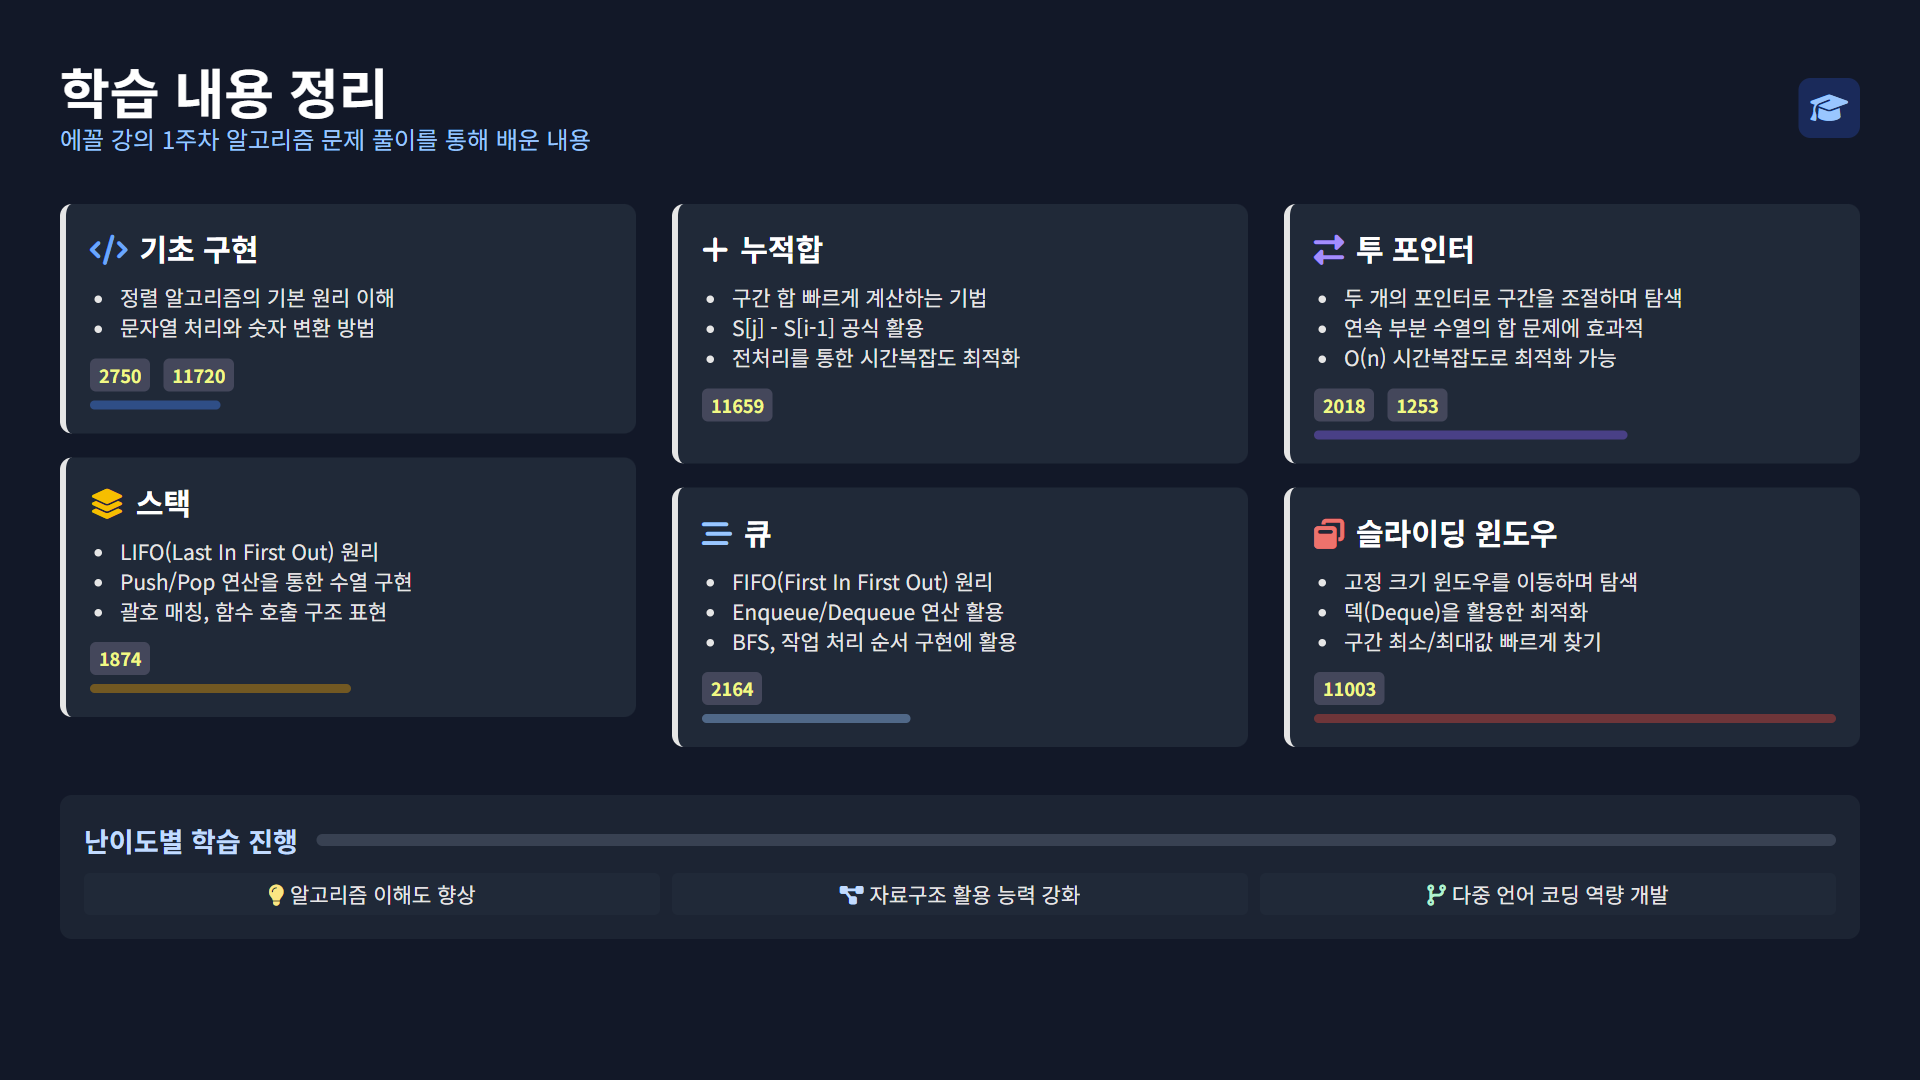 학습 내용 정리
에꼴 강의 1주차 알고리즘 문제 풀이를 통해 배운 내용
기초 구현
정렬 알고리즘의 기본 원리 이해
문자열 처리와 숫자 변환 방법
2750 11720
스택
LIFO(Last In First Out) 원리
Push/Pop 연산을 통한 수열 구현
괄호 매칭, 함수 호출 구조 표현
1874
누적합
구간 합 빠르게 계산하는 기법
S[j] - S[i-1] 공식 활용
전처리를 통한 시간복잡도 최적화
11659
큐
FIFO(First In First Out) 원리
Enqueue/Dequeue 연산 활용
BFS, 작업 처리 순서 구현에 활용
2164
투 포인터
두 개의 포인터로 구간을 조절하며 탐색
연속 부분 수열의 합 문제에 효과적
O(n) 시간복잡도로 최적화 가능
2018 1253
슬라이딩 윈도우
고정 크기 윈도우를 이동하며 탐색
덱(Deque)을 활용한 최적화
구간 최소/최대값 빠르게 찾기
11003
난이도별 학습 진행
알고리즘 이해도 향상
자료구조 활용 능력 강화
다중 언어 코딩 역량 개발